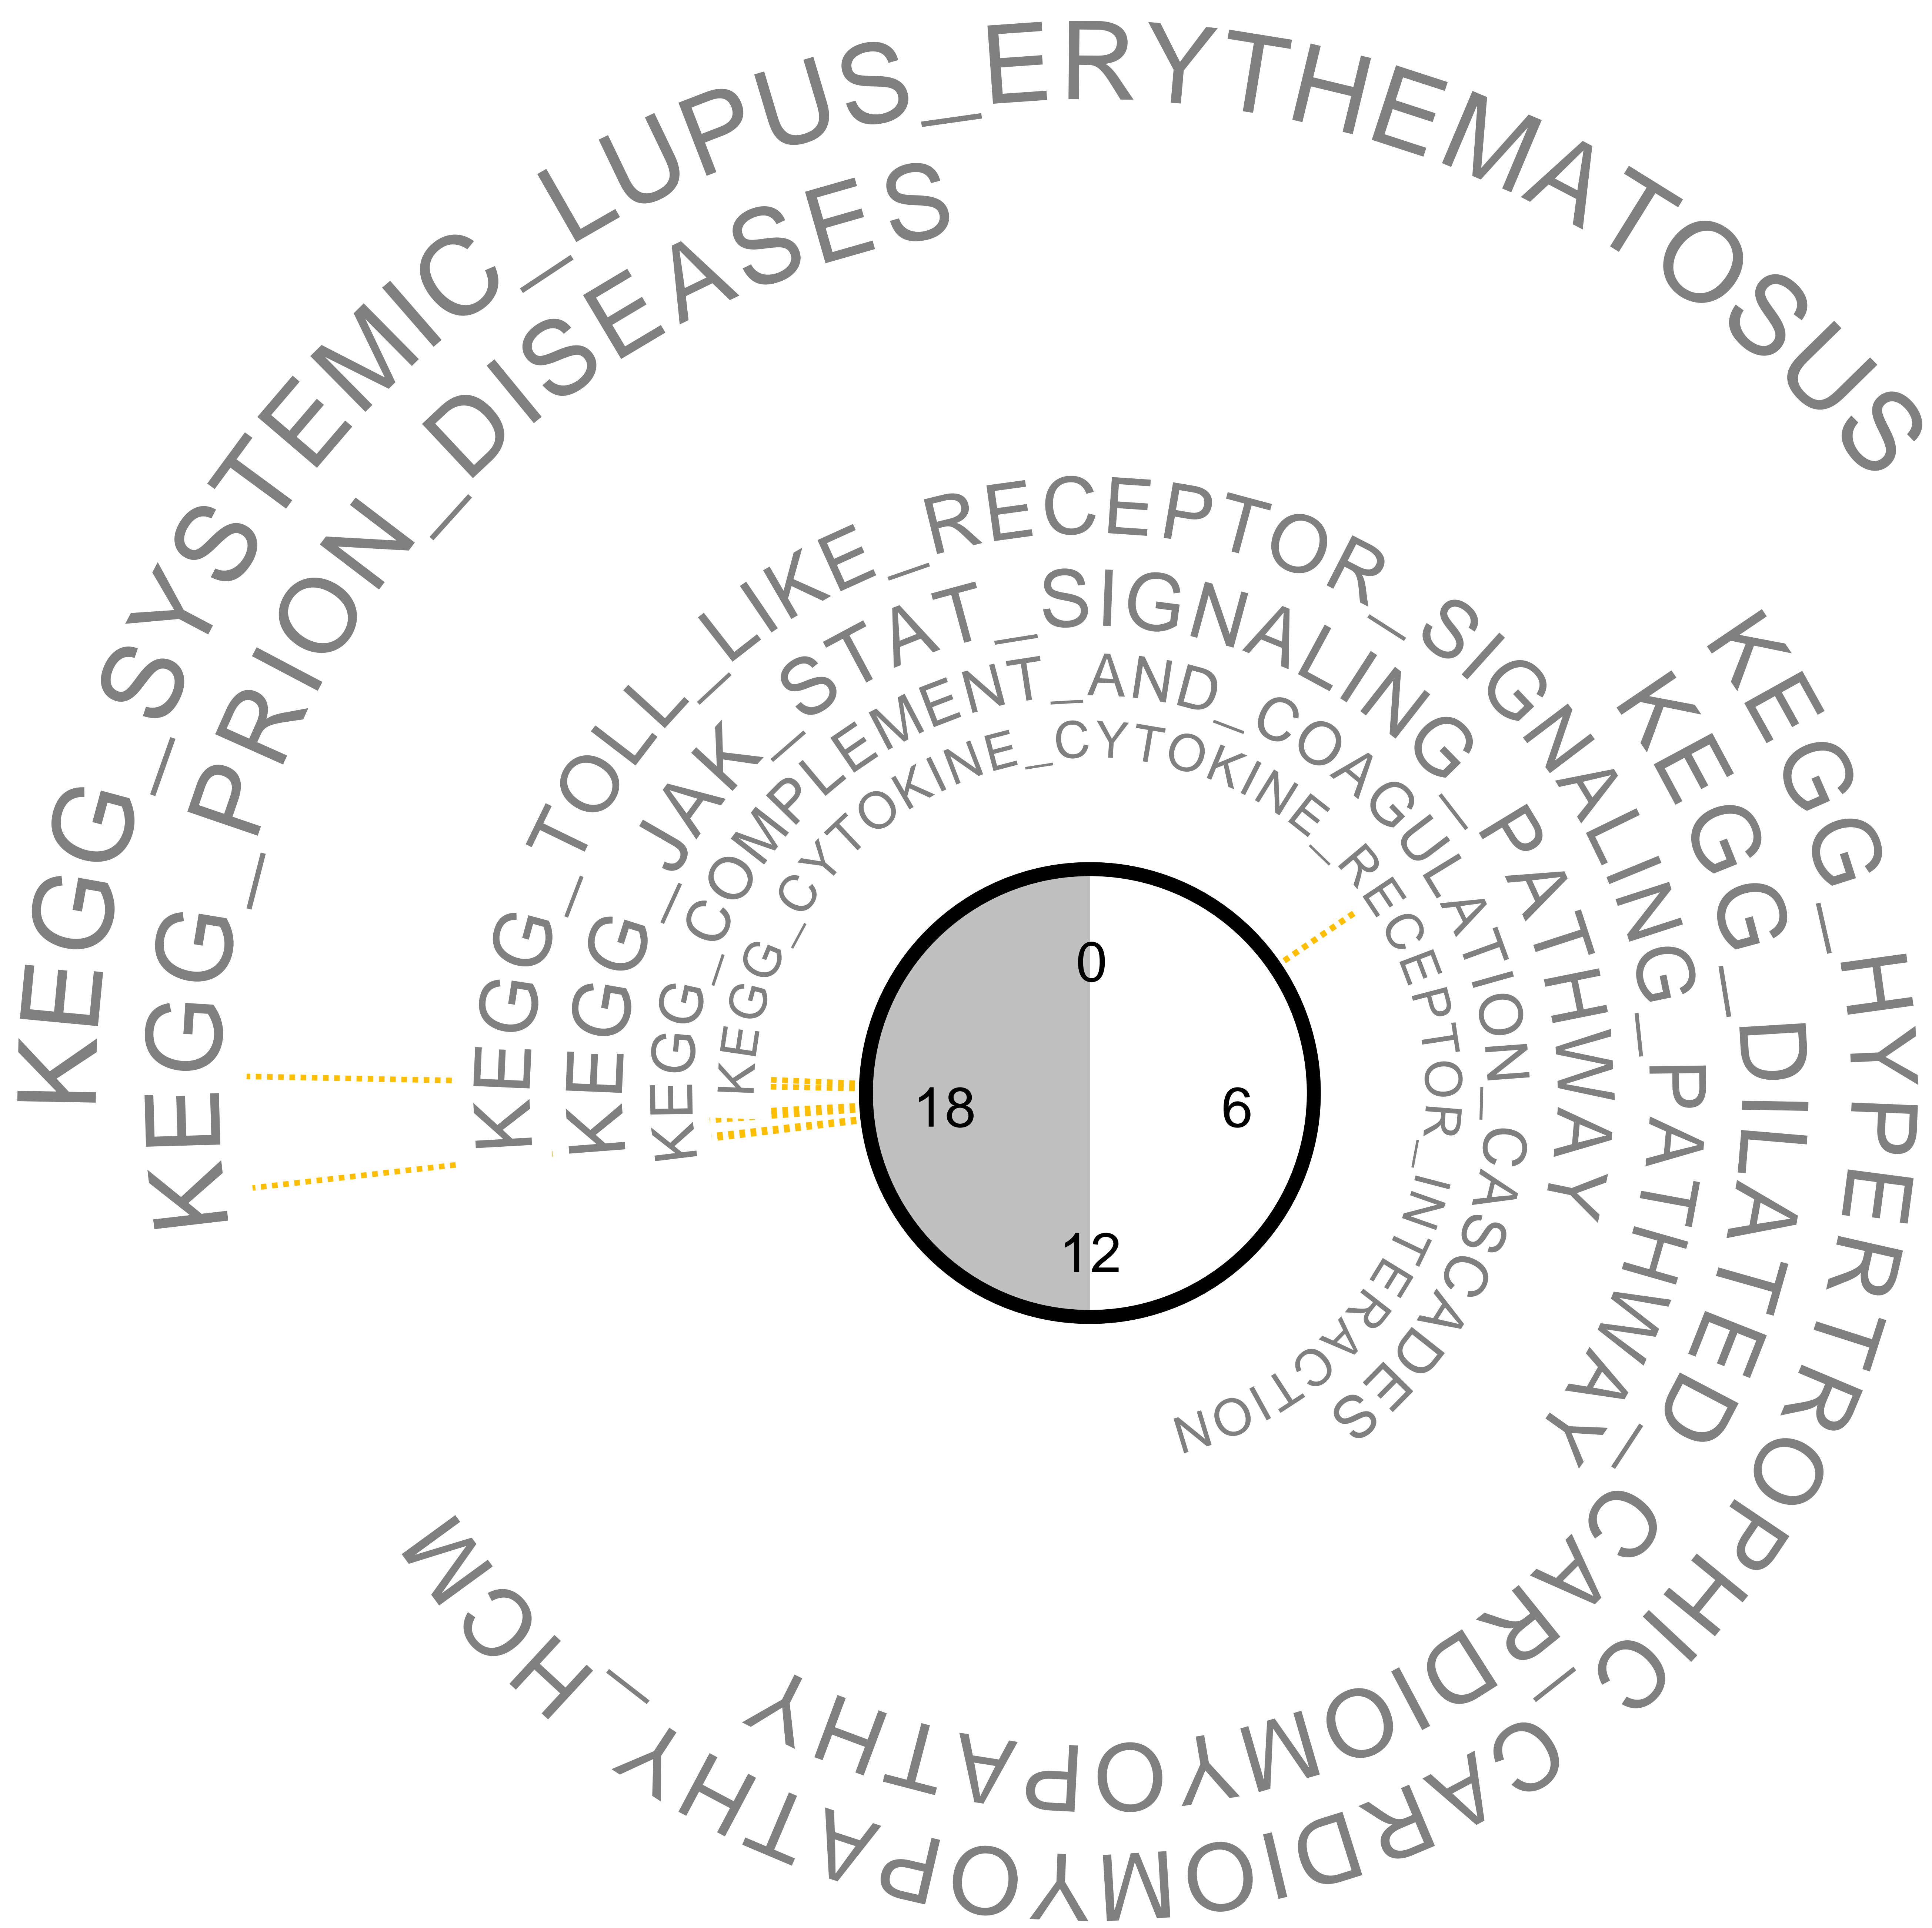 KEGG_SYSTEMIC_LUPUS_ERYTHEMATOSUS
KEGG_PRION_DISEASES
KEGG_TOLL_LIKE_RECEPTOR_SIGNALING_PATHWAY
KEGG_JAK_STAT_SIGNALING_PATHWAY
KEGG_COMPLEMENT_AND_COAGULATION_CASCADES
KEGG_CYTOKINE_CYTOKINE_RECEPTOR_INTERACTION
KEGG_HYPERTROPHIC_CARDIOMYOPATHY_HCM
KEGG_DILATED_CARDIOMYOPATHY
0
6
12
18